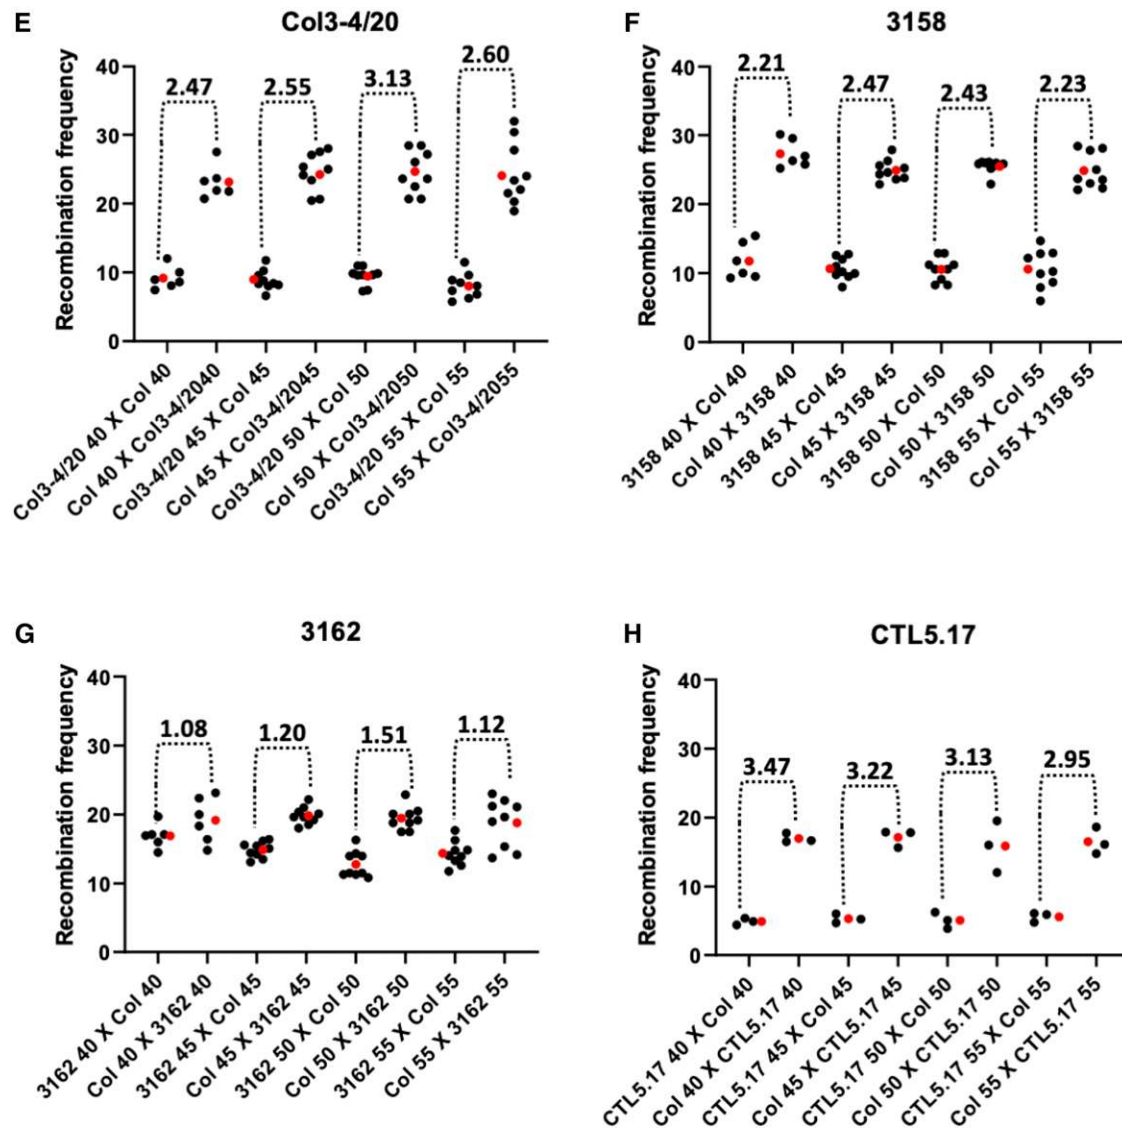 E
Col3-4/20
Recombination frequency
40
30
20
10
0
2.47
2.55
3.13
2.60
Col3-4/20 40 X Col 40
Col 40 X Col3-4/2040
Col3-4/20 45 X Col 45
Col 45 X Col3-4/2045
Col3-4/20 50 X Col 50
Col 50 X Col3-4/2050
Col3-4/20 55 X Col 55
Col 55 X Col3-4/2055
F
3158
Recombination frequency
40
30
20
10
0
2.21
2.47
2.43
2.23
3158 40 X Col 40
Col 40 X 3158 40
3158 45 X Col 45
Col 45 X 3158 45
3158 50 X Col 50
Col 50 X 3158 50
3158 55 X Col 55
Col 55 X 3158 55
G
3162
Recombination frequency
40
30
20
10
0
1.08
1.20
1.51
1.12
3162 40 X Col 40
Col 40 X 3162 40
3162 45 X Col 45
Col 45 X 3162 45
3162 50 X Col 50
Col 50 X 3162 50
3162 55 X Col 55
Col 55 X 3162 55
H
CTL5.17
Recombination frequency
40
30
20
10
0
3.47
3.22
3.13
2.95
CTL5.17 40 X Col 40
Col 40 X CTL5.17 40
CTL5.17 45 X Col 45
Col 45 X CTL5.17 45
CTL5.17 50 X Col 50
Col 50 X CTL5.17 50
CTL5.17 55 X Col 55
Col 55 X CTL5.17 55